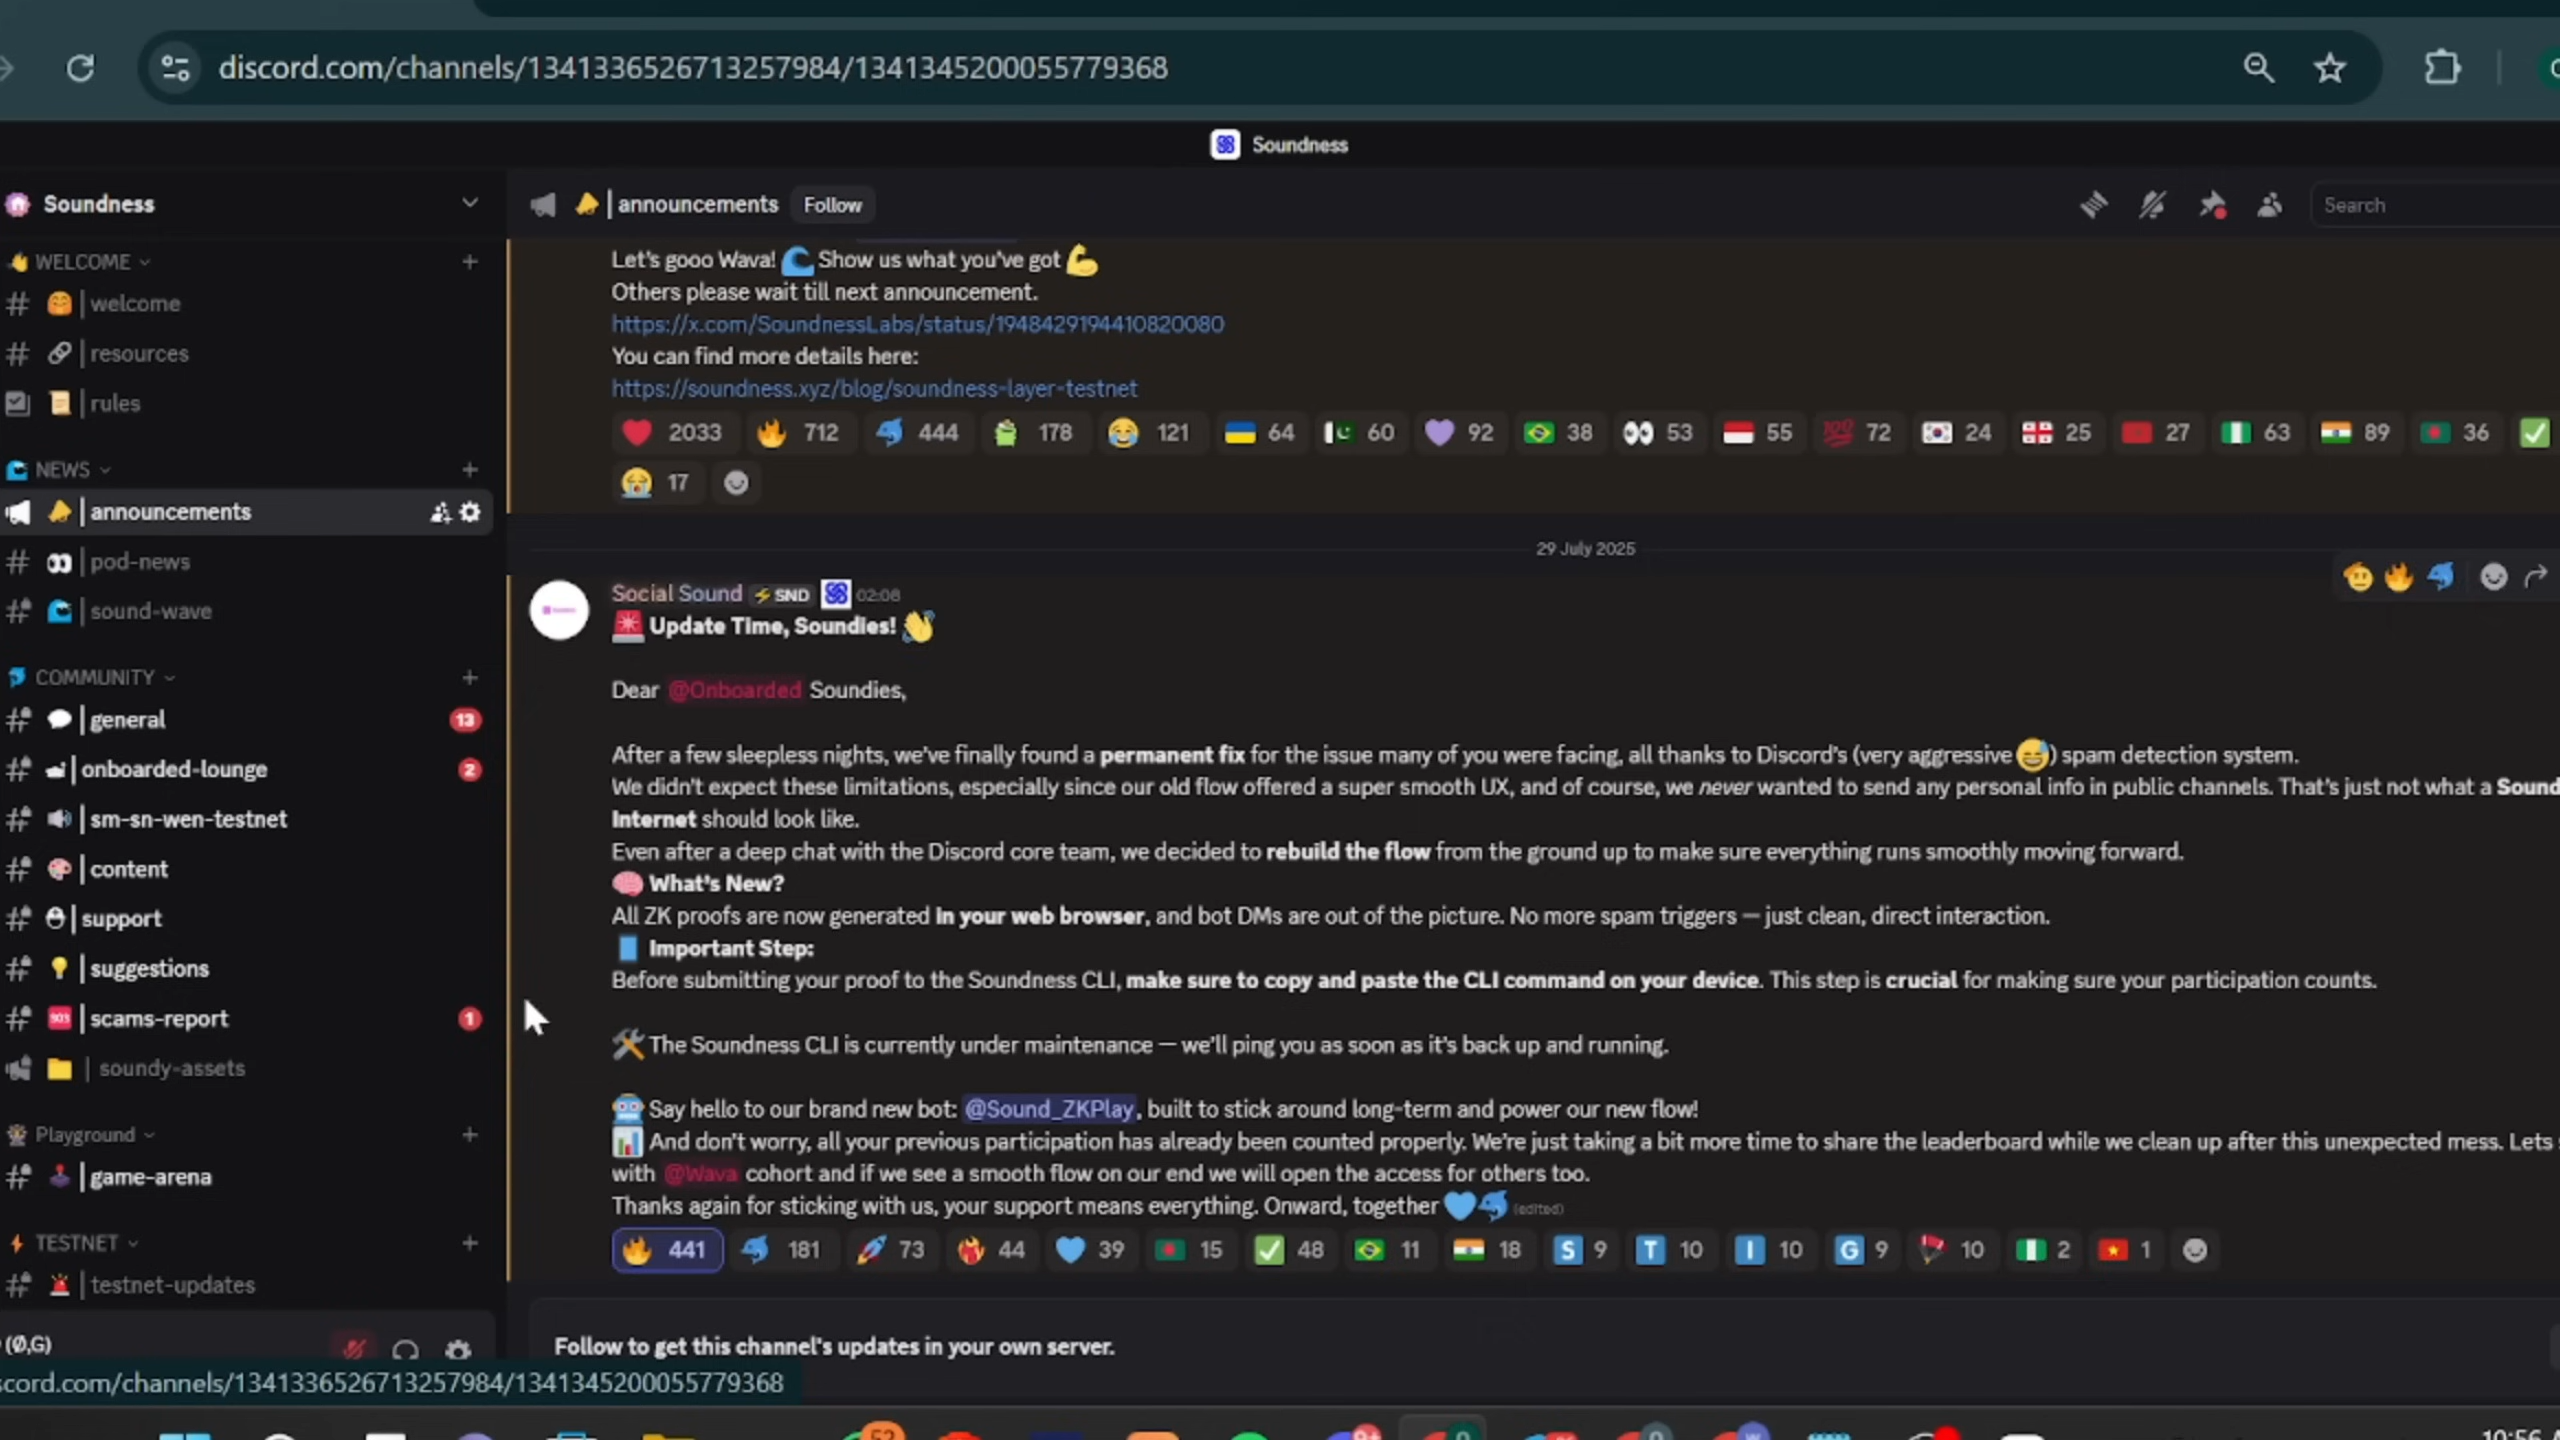 discord.com/channels/1341336526713257984/1341345200055779368
Soundness
Soundness
announcements Follow
Search
WELCOME
welcome
resources
rules
NEWS
announcements
pod-news
sound-wave
COMMUNITY
general 13
onboarded-lounge 2
sm-sn-wen-testnet
content
support
suggestions
scams-report 1
soundy-assets
Playground
game-arena
TESTNET
testnet-updates
(Ø,G)
Let's gooo Wava! 🌊 Show us what you've got 💪
Others please wait till next announcement.
https://x.com/SoundnessLabs/status/1948429194410820080
You can find more details here:
https://soundness.xyz/blog/soundness-layer-testnet
2033 712 444 178 121 64 60 92 38 53 55 72 24 25 27 63 89 36
17
29 July 2025
Social Sound SND 02:08
🚨 Update Time, Soundies! 👋
Dear @Onboarded Soundies,
After a few sleepless nights, we've finally found a permanent fix for the issue many of you were facing, all thanks to Discord's (very aggressive 😅) spam detection system.
We didn't expect these limitations, especially since our old flow offered a super smooth UX, and of course, we never wanted to send any personal info in public channels. That's just not what a Sound
Internet should look like.
Even after a deep chat with the Discord core team, we decided to rebuild the flow from the ground up to make sure everything runs smoothly moving forward.
🧠 What's New?
All ZK proofs are now generated in your web browser, and bot DMs are out of the picture. No more spam triggers — just clean, direct interaction.
📘 Important Step:
Before submitting your proof to the Soundness CLI, make sure to copy and paste the CLI command on your device. This step is crucial for making sure your participation counts.
🛠️ The Soundness CLI is currently under maintenance — we'll ping you as soon as it's back up and running.
🤖 Say hello to our brand new bot: @Sound_ZKPlay, built to stick around long-term and power our new flow!
📊 And don't worry, all your previous participation has already been counted properly. We're just taking a bit more time to share the leaderboard while we clean up after this unexpected mess. Lets
with @Wava cohort and if we see a smooth flow on our end we will open the access for others too.
Thanks again for sticking with us, your support means everything. Onward, together 💙 (edited)
441 181 73 44 39 15 48 11 18 S 9 T 10 I 10 G 9 10 2 1
Follow to get this channel's updates in your own server.
scord.com/channels/1341336526713257984/1341345200055779368